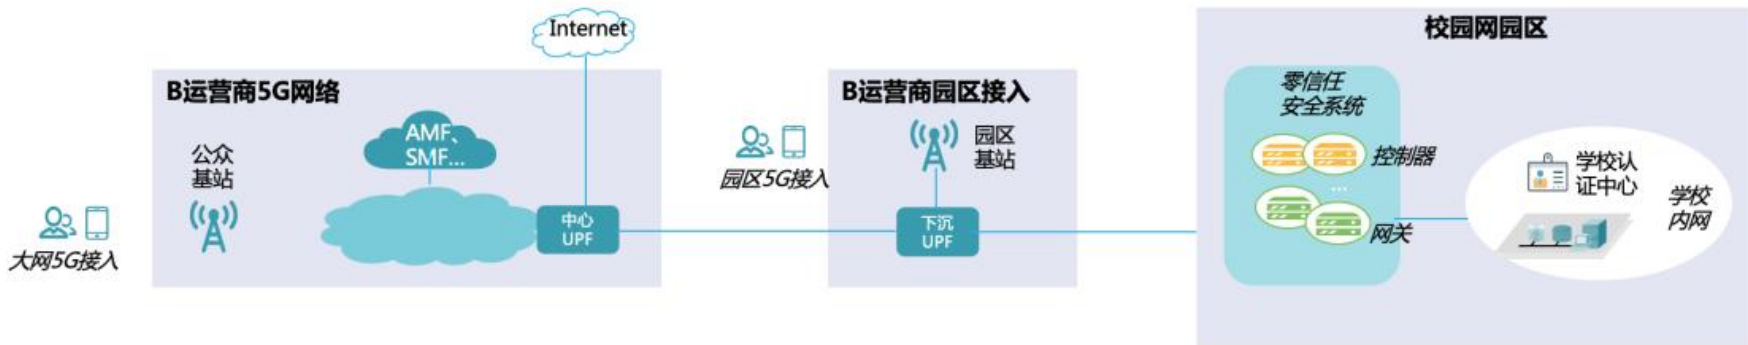 Internet
B运营商5G网络
AMF、
SMF...
公众
基站
大网5G接入
中心
UPF
B运营商园区接入
园区5G接入
园区
基站
下沉
UPF
校园网园区
零信任
安全系统
控制器
...
网关
学校认
证中心
学校
内网